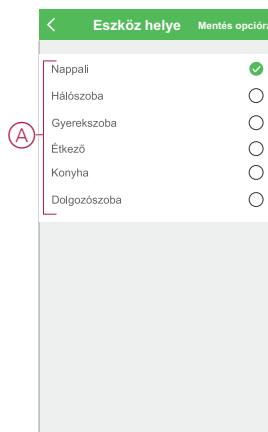 Eszköz helye Mentés opcióra
Nappali
Hálószoba
Gyerekszoba
A
Étkező
Konyha
Dolgozószoba